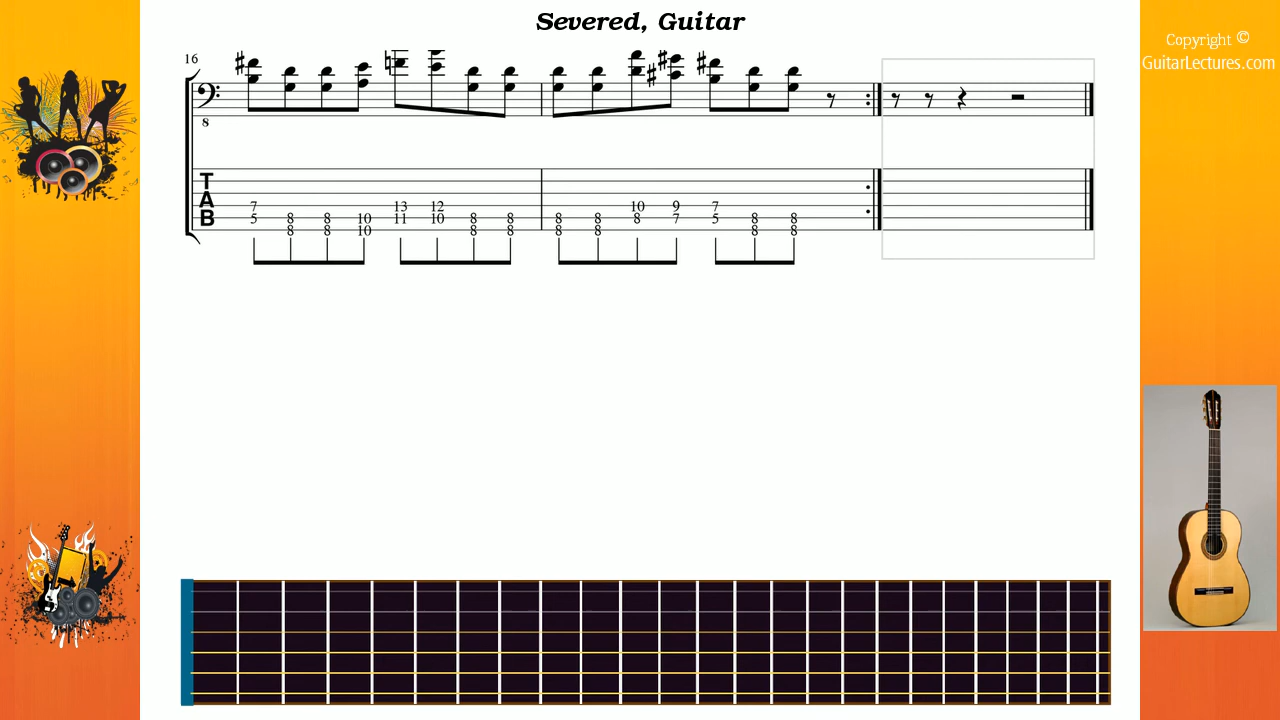 Severed, Guitar
Copyright ©
GuitarLectures.com
16
8
T
A
B
7 13 12 10 9 7
5 8 8 10 11 10 8 8 8 8 8 7 5 8 8
8 8 10 8 8 8 8 8 8